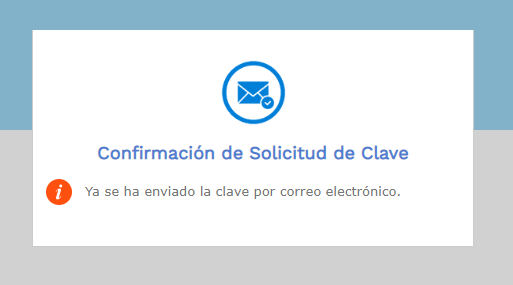 Confirmación de Solicitud de Clave
Ya se ha enviado la clave por correo electrónico.